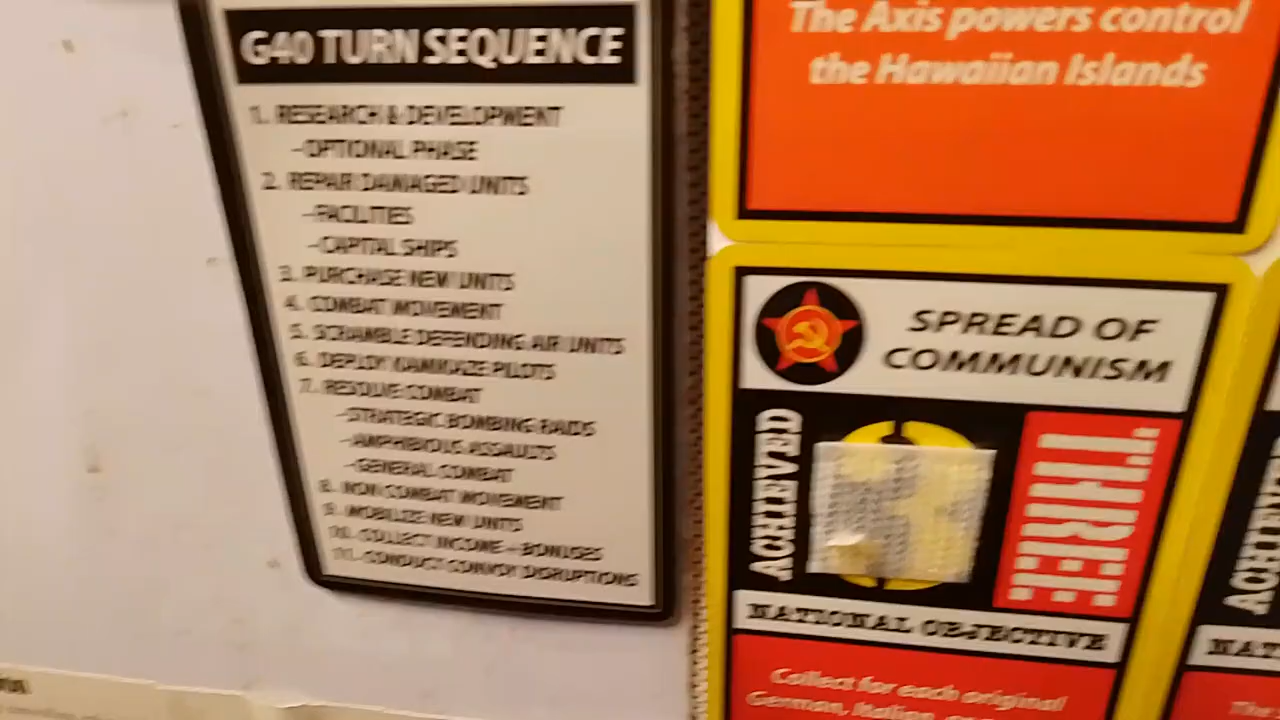 G40 TURN SEQUENCE
1. RESEARCH & DEVELOPMENT
-OPTIONAL PHASE
2. REPAIR DAMAGED UNITS
-FACILITIES
-CAPITAL SHIPS
3. PURCHASE NEW UNITS
4. COMBAT MOVEMENT
5. SCRAMBLE DEFENDING AIR UNITS
6. DEPLOY KAMIKAZE PILOTS
7. RESOLVE COMBAT
-STRATEGIC BOMBING RAIDS
-AMPHIBIOUS ASSAULTS
-GENERAL COMBAT
8. NON COMBAT MOVEMENT
9. MOBILIZE NEW UNITS
10. COLLECT INCOME + BONUSES
11. CONDUCT CONVOY DISRUPTIONS
The Axis powers control
the Hawaiian Islands
SPREAD OF
COMMUNISM
ACHIEVED
THREE
NATIONAL OBJECTIVE
Collect for each original
German, Italian,